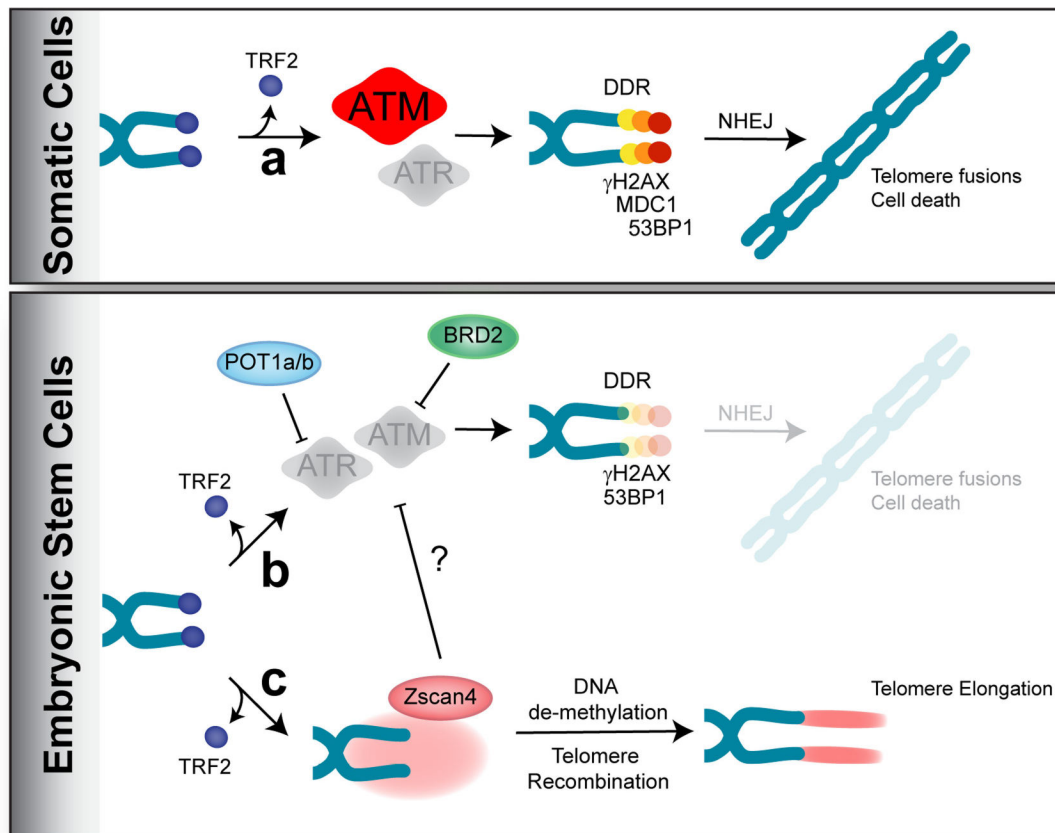 Somatic Cells
TRF2
a
ATM
ATR
DDR
γH2AX
MDC1
53BP1
NHEJ
Telomere fusions
Cell death
Embryonic Stem Cells
POT1a/b
BRD2
ATR
ATM
TRF2
b
DDR
γH2AX
53BP1
NHEJ
Telomere fusions
Cell death
?
c
TRF2
Zscan4
DNA
de-methylation
Telomere
Recombination
Telomere Elongation